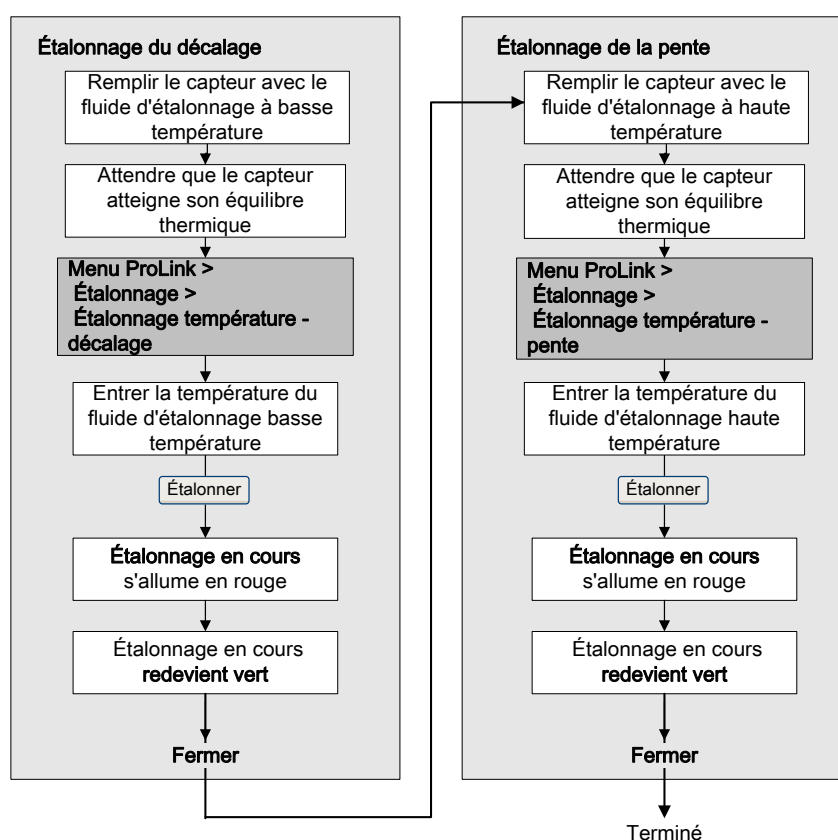 Étalonnage du décalage
Remplir le capteur avec le
fluide d'étalonnage à basse
température
Attendre que le capteur
atteigne son équilibre
thermique
Menu ProLink >
Étalonnage >
Étalonnage température -
décalage
Entrer la température du
fluide d'étalonnage basse
température
Étalonner
Étalonnage en cours
s'allume en rouge
Étalonnage en cours
redevient vert
Fermer
Étalonnage de la pente
Remplir le capteur avec le
fluide d'étalonnage à haute
température
Attendre que le capteur
atteigne son équilibre
thermique
Menu ProLink >
Étalonnage >
Étalonnage température -
pente
Entrer la température du
fluide d'étalonnage haute
température
Étalonner
Étalonnage en cours
s'allume en rouge
Étalonnage en cours
redevient vert
Fermer
Terminé